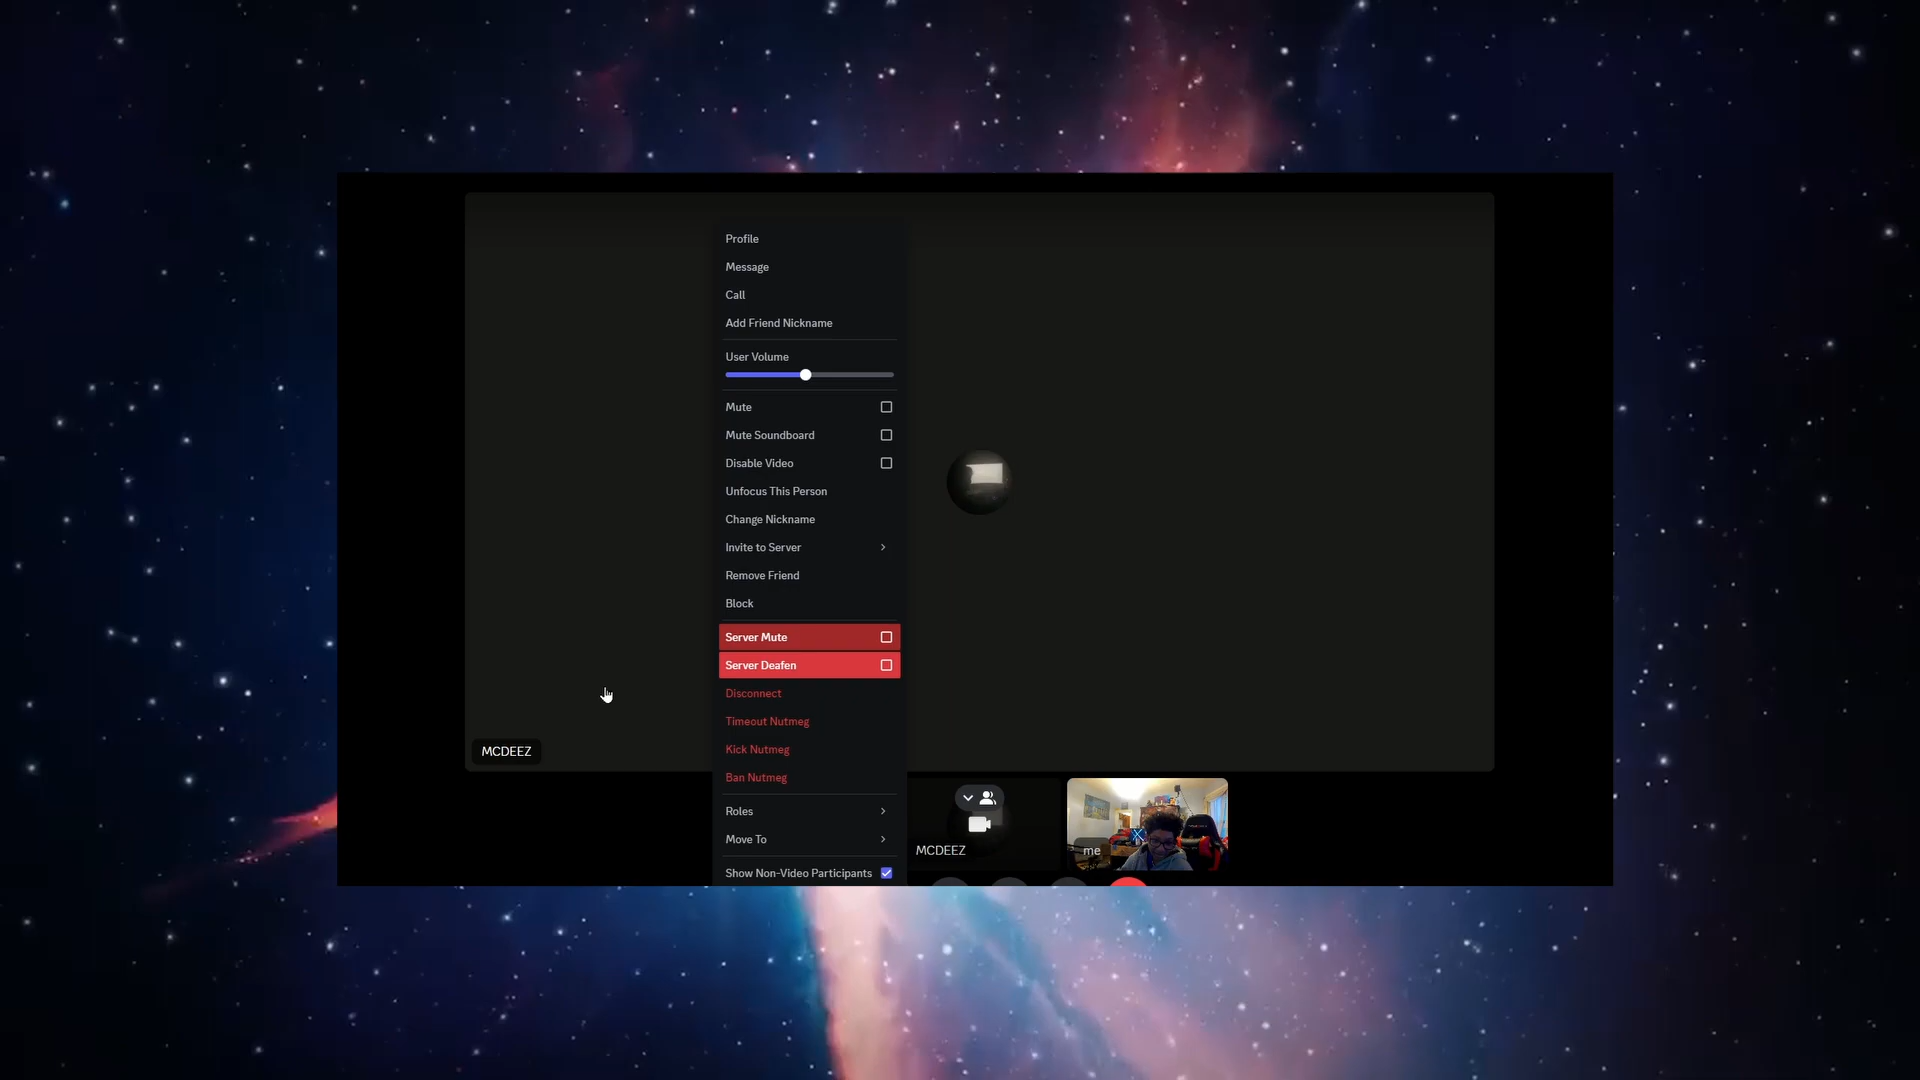 Profile
Message
Call
Add Friend Nickname
User Volume
Mute
Mute Soundboard
Disable Video
Unfocus This Person
Change Nickname
Invite to Server
Remove Friend
Block
Server Mute
Server Deafen
Disconnect
Timeout Nutmeg
Kick Nutmeg
Ban Nutmeg
Roles
Move To
Show Non-Video Participants
MCDEEZ
MCDEEZ
me